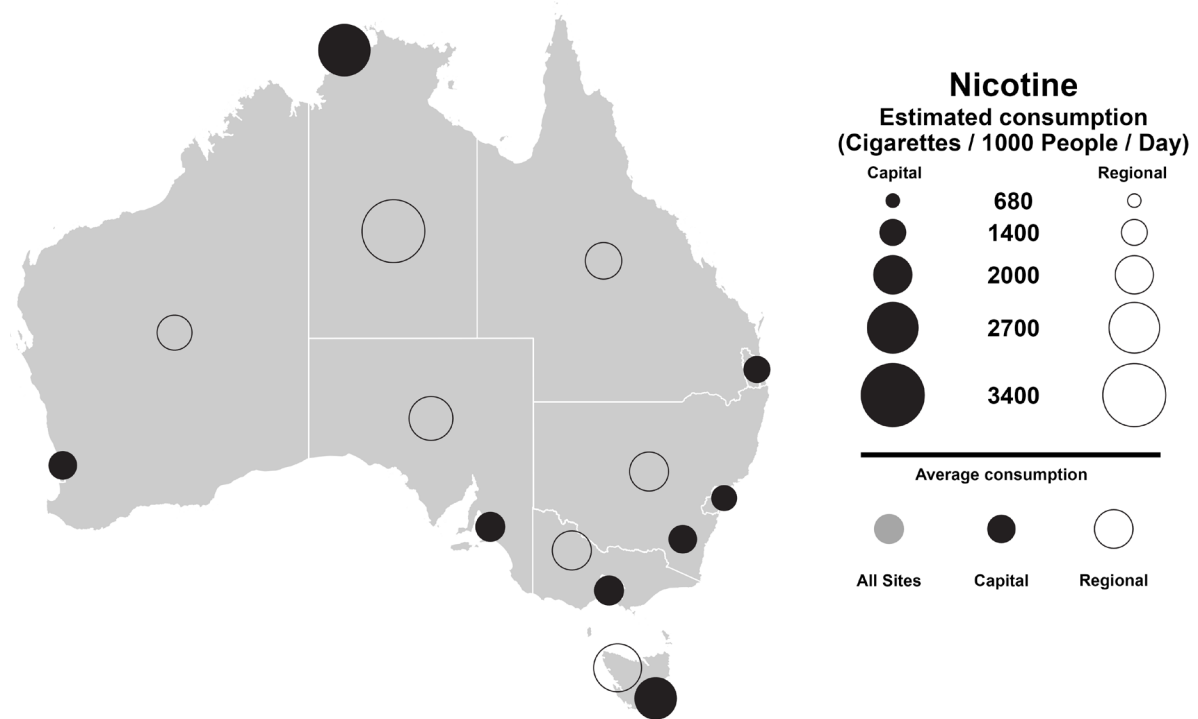 Nicotine
Estimated consumption
(Cigarettes / 1000 People / Day)
Capital Regional
680
1400
2000
2700
3400
Average consumption
All Sites Capital Regional